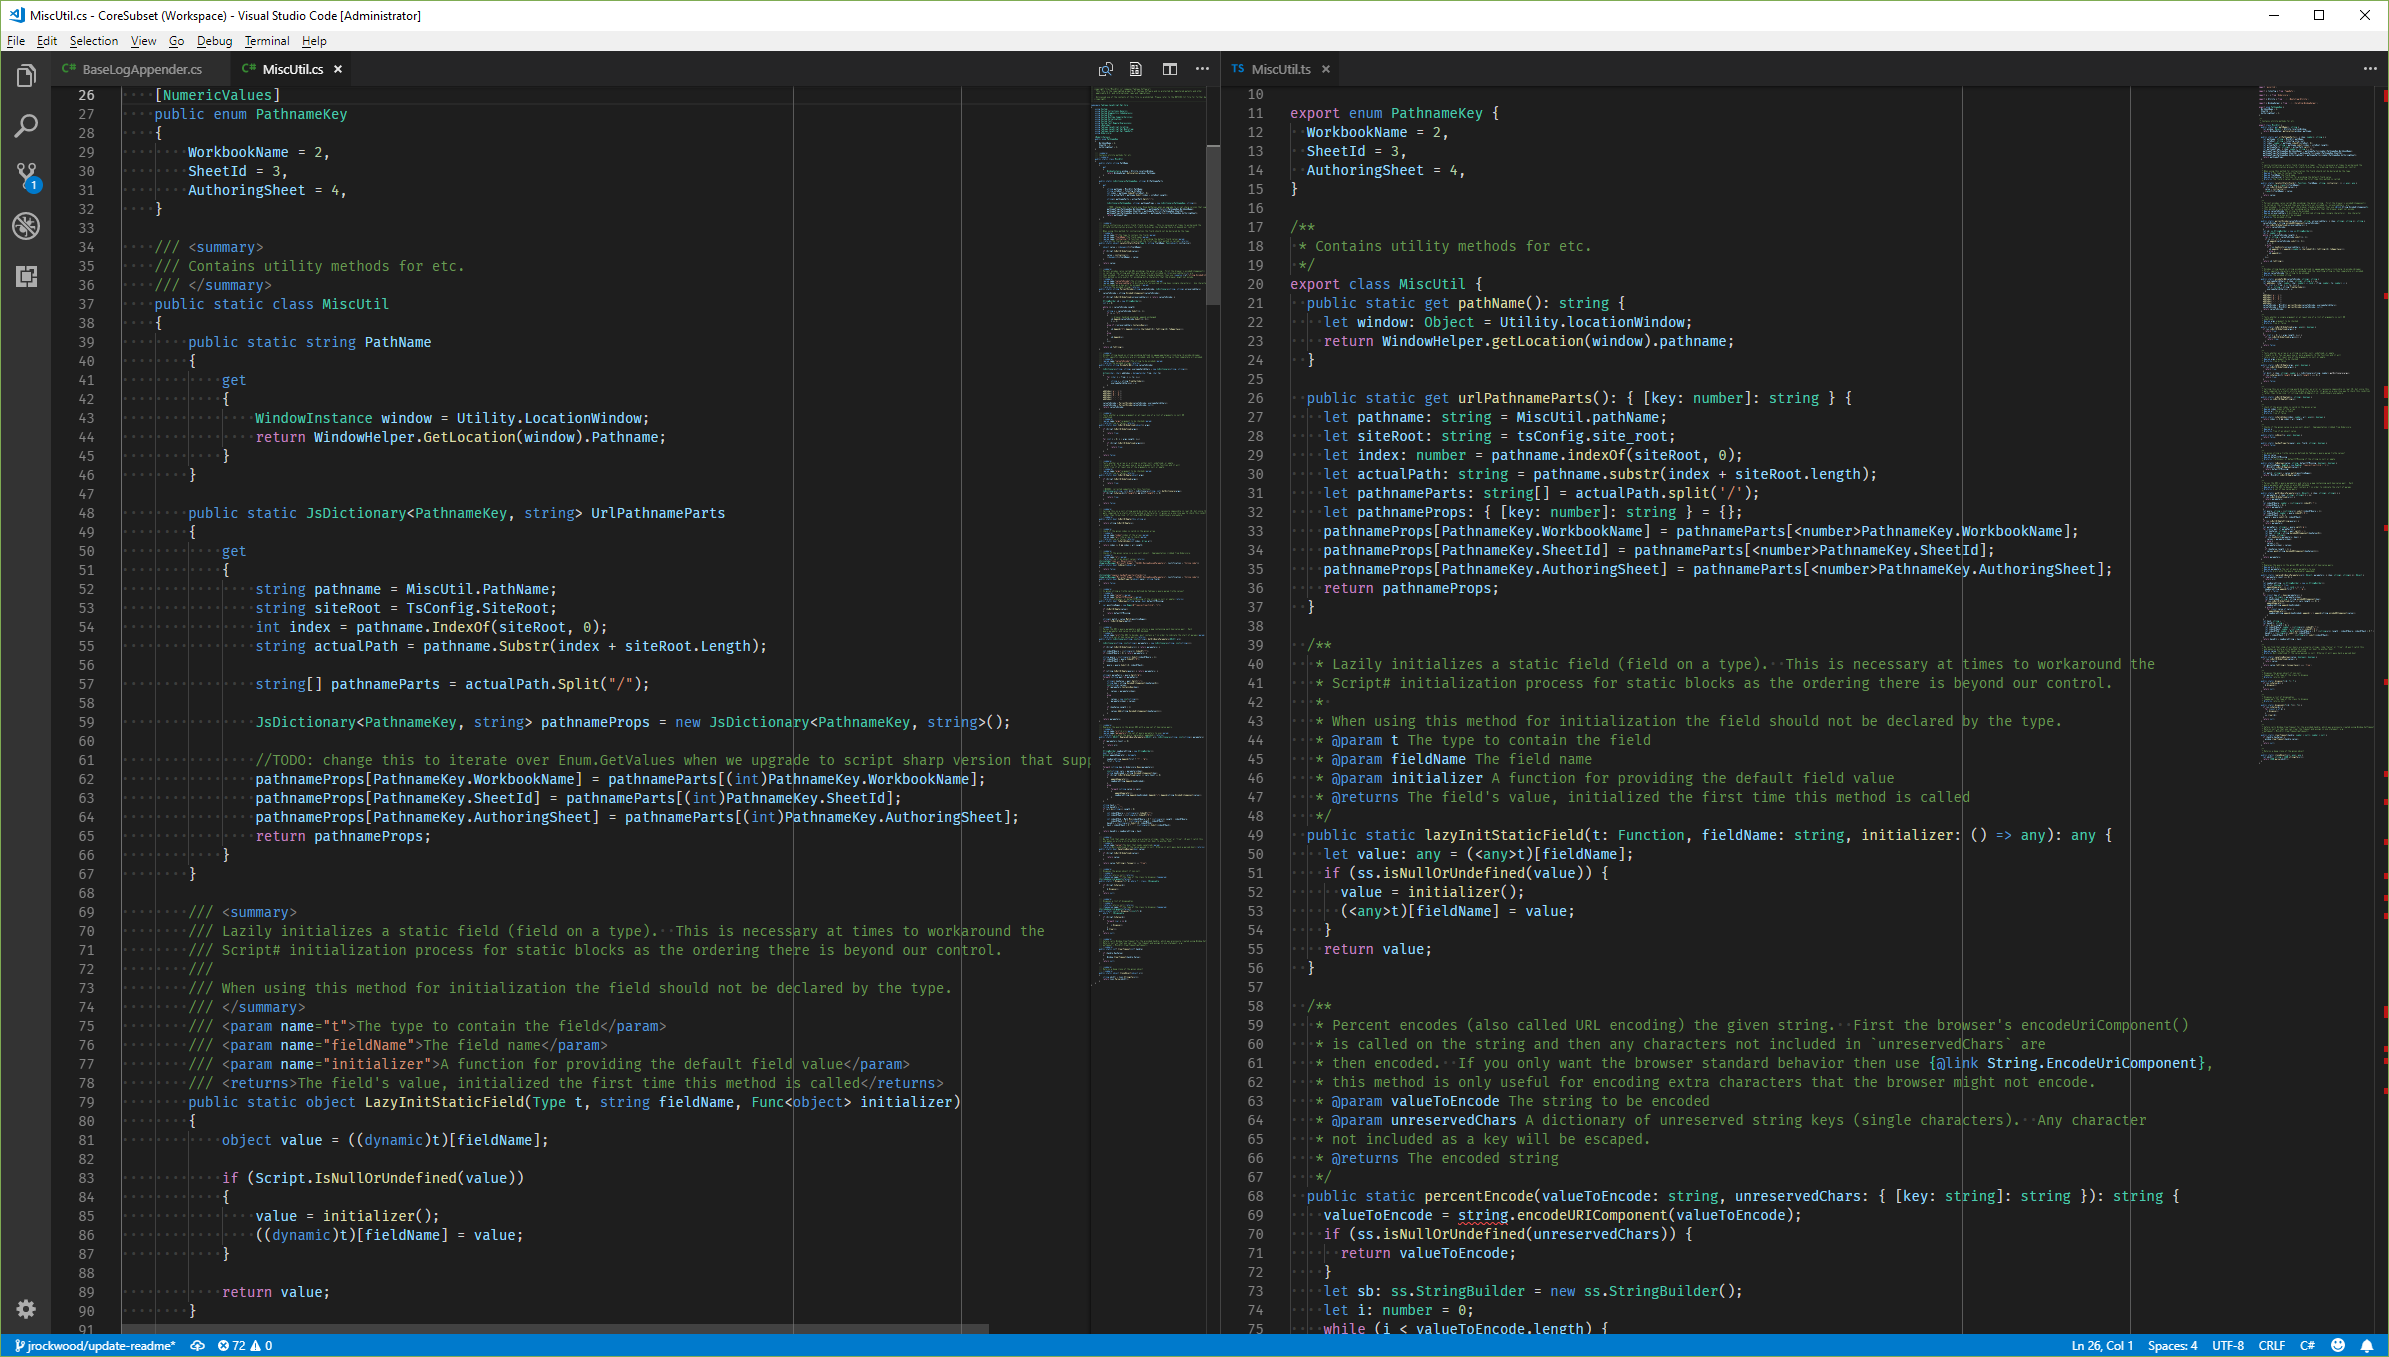 MiscUtil.cs - CoreSubset (Workspace) - Visual Studio Code [Administrator]
File Edit Selection View Go Debug Terminal Help
C# BaseLogAppender.cs C# MiscUtil.cs ×
26 [NumericValues]
27 public enum PathnameKey
28 {
29 WorkbookName = 2,
30 SheetId = 3,
31 AuthoringSheet = 4,
32 }
33
34 /// <summary>
35 /// Contains utility methods for etc.
36 /// </summary>
37 public static class MiscUtil
38 {
39 public static string PathName
40 {
41 get
42 {
43 WindowInstance window = Utility.LocationWindow;
44 return WindowHelper.GetLocation(window).Pathname;
45 }
46 }
47
48 public static JsDictionary<PathnameKey, string> UrlPathnameParts
49 {
50 get
51 {
52 string pathname = MiscUtil.PathName;
53 string siteRoot = TsConfig.SiteRoot;
54 int index = pathname.IndexOf(siteRoot, 0);
55 string actualPath = pathname.Substr(index + siteRoot.Length);
56
57 string[] pathnameParts = actualPath.Split("/");
58
59 JsDictionary<PathnameKey, string> pathnameProps = new JsDictionary<PathnameKey, string>();
60
61 //TODO: change this to iterate over Enum.GetValues when we upgrade to script sharp version that supp
62 pathnameProps[PathnameKey.WorkbookName] = pathnameParts[(int)PathnameKey.WorkbookName];
63 pathnameProps[PathnameKey.SheetId] = pathnameParts[(int)PathnameKey.SheetId];
64 pathnameProps[PathnameKey.AuthoringSheet] = pathnameParts[(int)PathnameKey.AuthoringSheet];
65 return pathnameProps;
66 }
67 }
68
69 /// <summary>
70 /// Lazily initializes a static field (field on a type).  This is necessary at times to workaround the
71 /// Script# initialization process for static blocks as the ordering there is beyond our control.
72 ///
73 /// When using this method for initialization the field should not be declared by the type.
74 /// </summary>
75 /// <param name="t">The type to contain the field</param>
76 /// <param name="fieldName">The field name</param>
77 /// <param name="initializer">A function for providing the default field value</param>
78 /// <returns>The field's value, initialized the first time this method is called</returns>
79 public static object LazyInitStaticField(Type t, string fieldName, Func<object> initializer)
80 {
81 object value = ((dynamic)t)[fieldName];
82
83 if (Script.IsNullOrUndefined(value))
84 {
85 value = initializer();
86 ((dynamic)t)[fieldName] = value;
87 }
88
89 return value;
90 }
91
TS MiscUtil.ts ×
10
11 export enum PathnameKey {
12 WorkbookName = 2,
13 SheetId = 3,
14 AuthoringSheet = 4,
15 }
16
17 /**
18 * Contains utility methods for etc.
19 */
20 export class MiscUtil {
21 public static get pathName(): string {
22 let window: Object = Utility.locationWindow;
23 return WindowHelper.getLocation(window).pathname;
24 }
25
26 public static get urlPathnameParts(): { [key: number]: string } {
27 let pathname: string = MiscUtil.pathName;
28 let siteRoot: string = tsConfig.site_root;
29 let index: number = pathname.indexOf(siteRoot, 0);
30 let actualPath: string = pathname.substr(index + siteRoot.length);
31 let pathnameParts: string[] = actualPath.split('/');
32 let pathnameProps: { [key: number]: string } = {};
33 pathnameProps[PathnameKey.WorkbookName] = pathnameParts[<number>PathnameKey.WorkbookName];
34 pathnameProps[PathnameKey.SheetId] = pathnameParts[<number>PathnameKey.SheetId];
35 pathnameProps[PathnameKey.AuthoringSheet] = pathnameParts[<number>PathnameKey.AuthoringSheet];
36 return pathnameProps;
37 }
38
39 /**
40 * Lazily initializes a static field (field on a type).  This is necessary at times to workaround the
41 * Script# initialization process for static blocks as the ordering there is beyond our control.
42 *
43 * When using this method for initialization the field should not be declared by the type.
44 * @param t The type to contain the field
45 * @param fieldName The field name
46 * @param initializer A function for providing the default field value
47 * @returns The field's value, initialized the first time this method is called
48 */
49 public static lazyInitStaticField(t: Function, fieldName: string, initializer: () => any): any {
50 let value: any = (<any>t)[fieldName];
51 if (ss.isNullOrUndefined(value)) {
52 value = initializer();
53 (<any>t)[fieldName] = value;
54 }
55 return value;
56 }
57
58 /**
59 * Percent encodes (also called URL encoding) the given string.  First the browser's encodeUriComponent()
60 * is called on the string and then any characters not included in `unreservedChars` are
61 * then encoded.  If you only want the browser standard behavior then use {@link String.EncodeUriComponent},
62 * this method is only useful for encoding extra characters that the browser might not encode.
63 * @param valueToEncode The string to be encoded
64 * @param unreservedChars A dictionary of unreserved string keys (single characters).  Any character
65 * not included as a key will be escaped.
66 * @returns The encoded string
67 */
68 public static percentEncode(valueToEncode: string, unreservedChars: { [key: string]: string }): string {
69 valueToEncode = string.encodeURIComponent(valueToEncode);
70 if (ss.isNullOrUndefined(unreservedChars)) {
71 return valueToEncode;
72 }
73 let sb: ss.StringBuilder = new ss.StringBuilder();
74 let i: number = 0;
75 while (i < valueToEncode.length) {
1
jrockwood/update-readme* 72 0 Ln 26, Col 1 Spaces: 4 UTF-8 CRLF C#